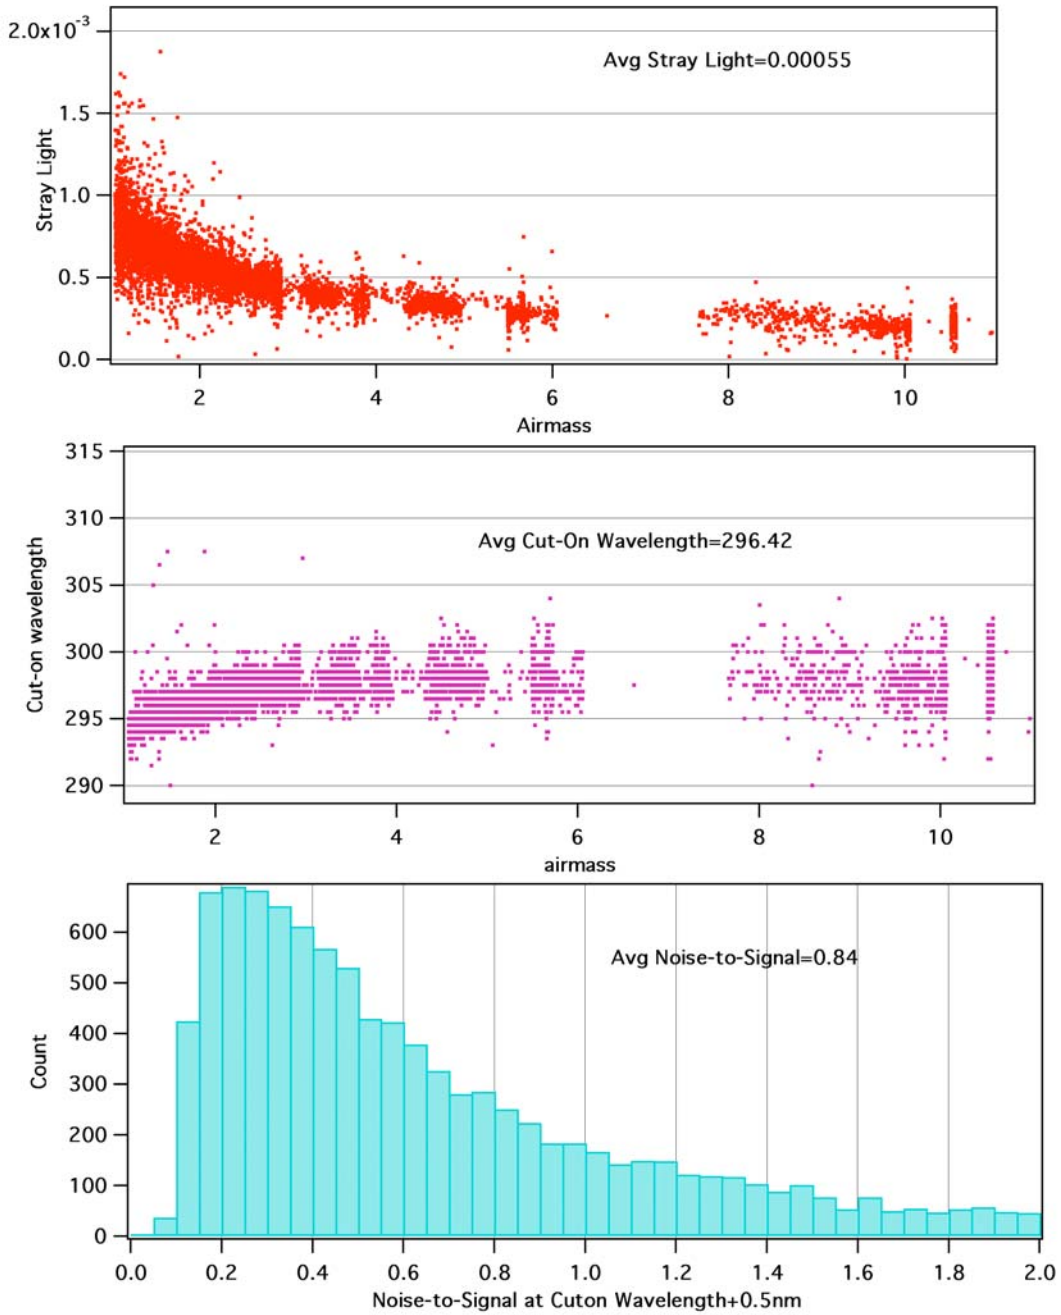 2.0x10⁻³
Avg Stray Light=0.00055
1.5
1.0
0.5
0.0
Stray Light
2 4 6 8 10
Airmass
315
310
305
300
295
290
Avg Cut-On Wavelength=296.42
Cut-on wavelength
2 4 6 8 10
airmass
600
500
400
300
200
100
0
Avg Noise-to-Signal=0.84
Count
0.0 0.2 0.4 0.6 0.8 1.0 1.2 1.4 1.6 1.8 2.0
Noise-to-Signal at Cuton Wavelength+0.5nm